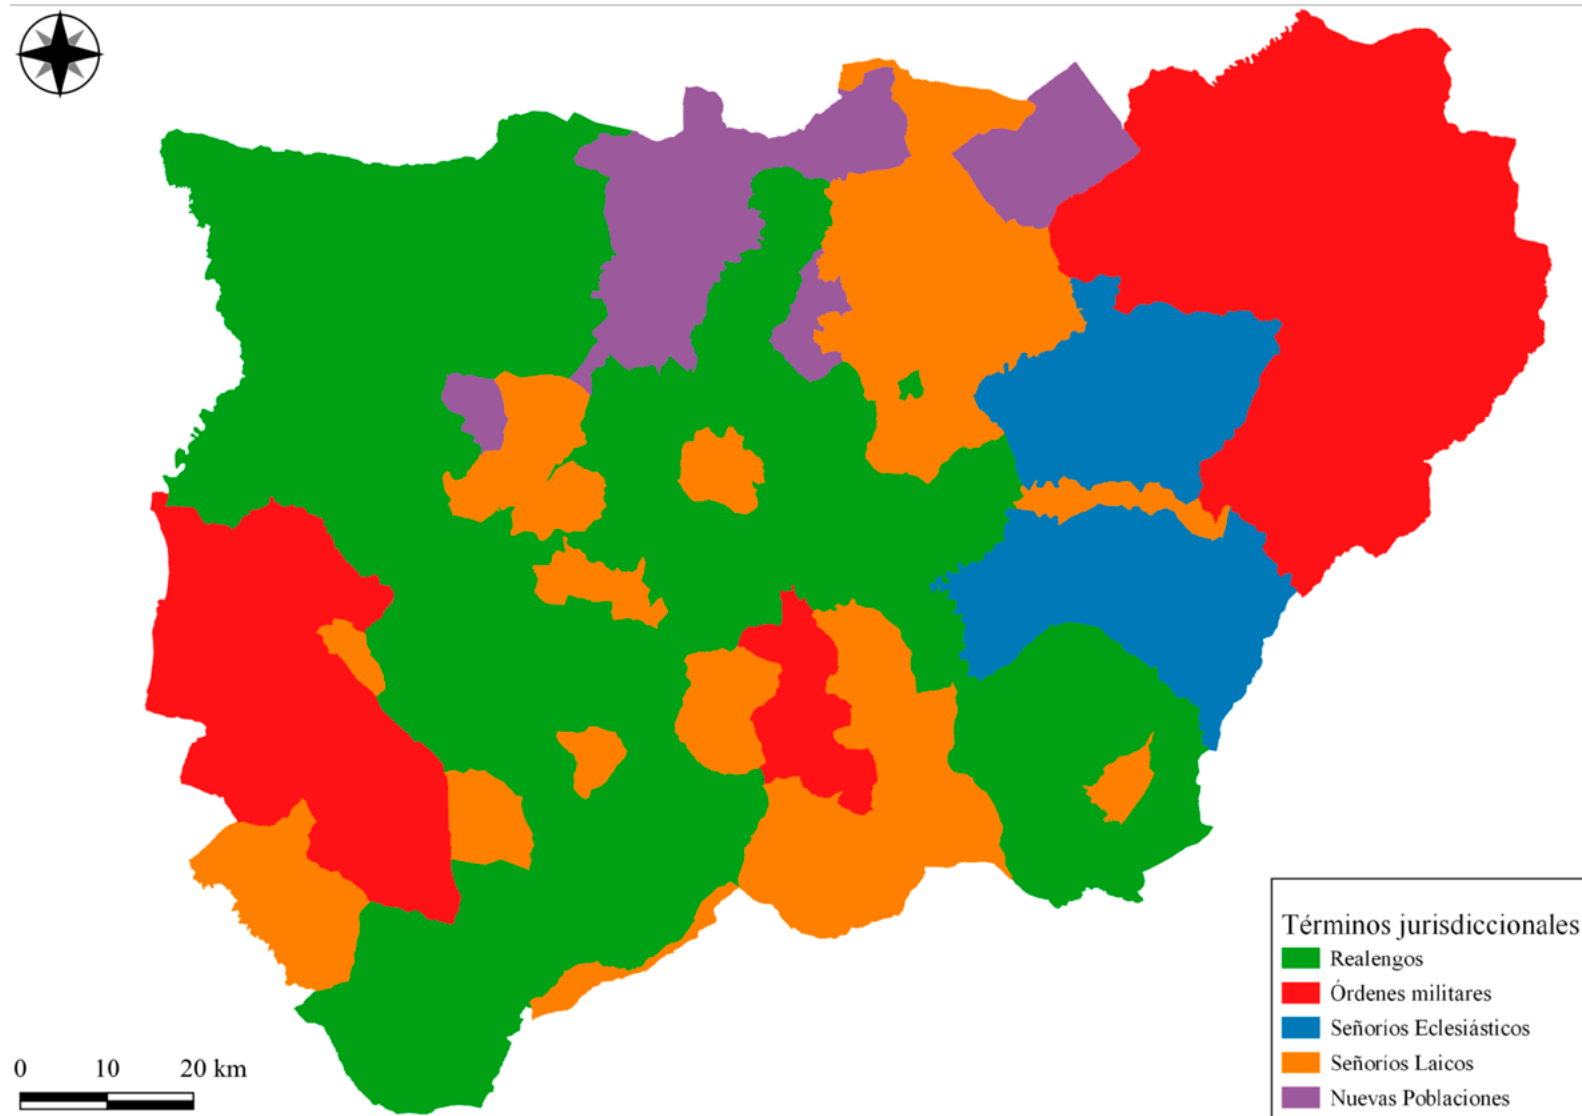 Términos jurisdiccionales
Realengos
Órdenes militares
Señoríos Eclesiásticos
Señoríos Laicos
Nuevas Poblaciones
0 10 20 km